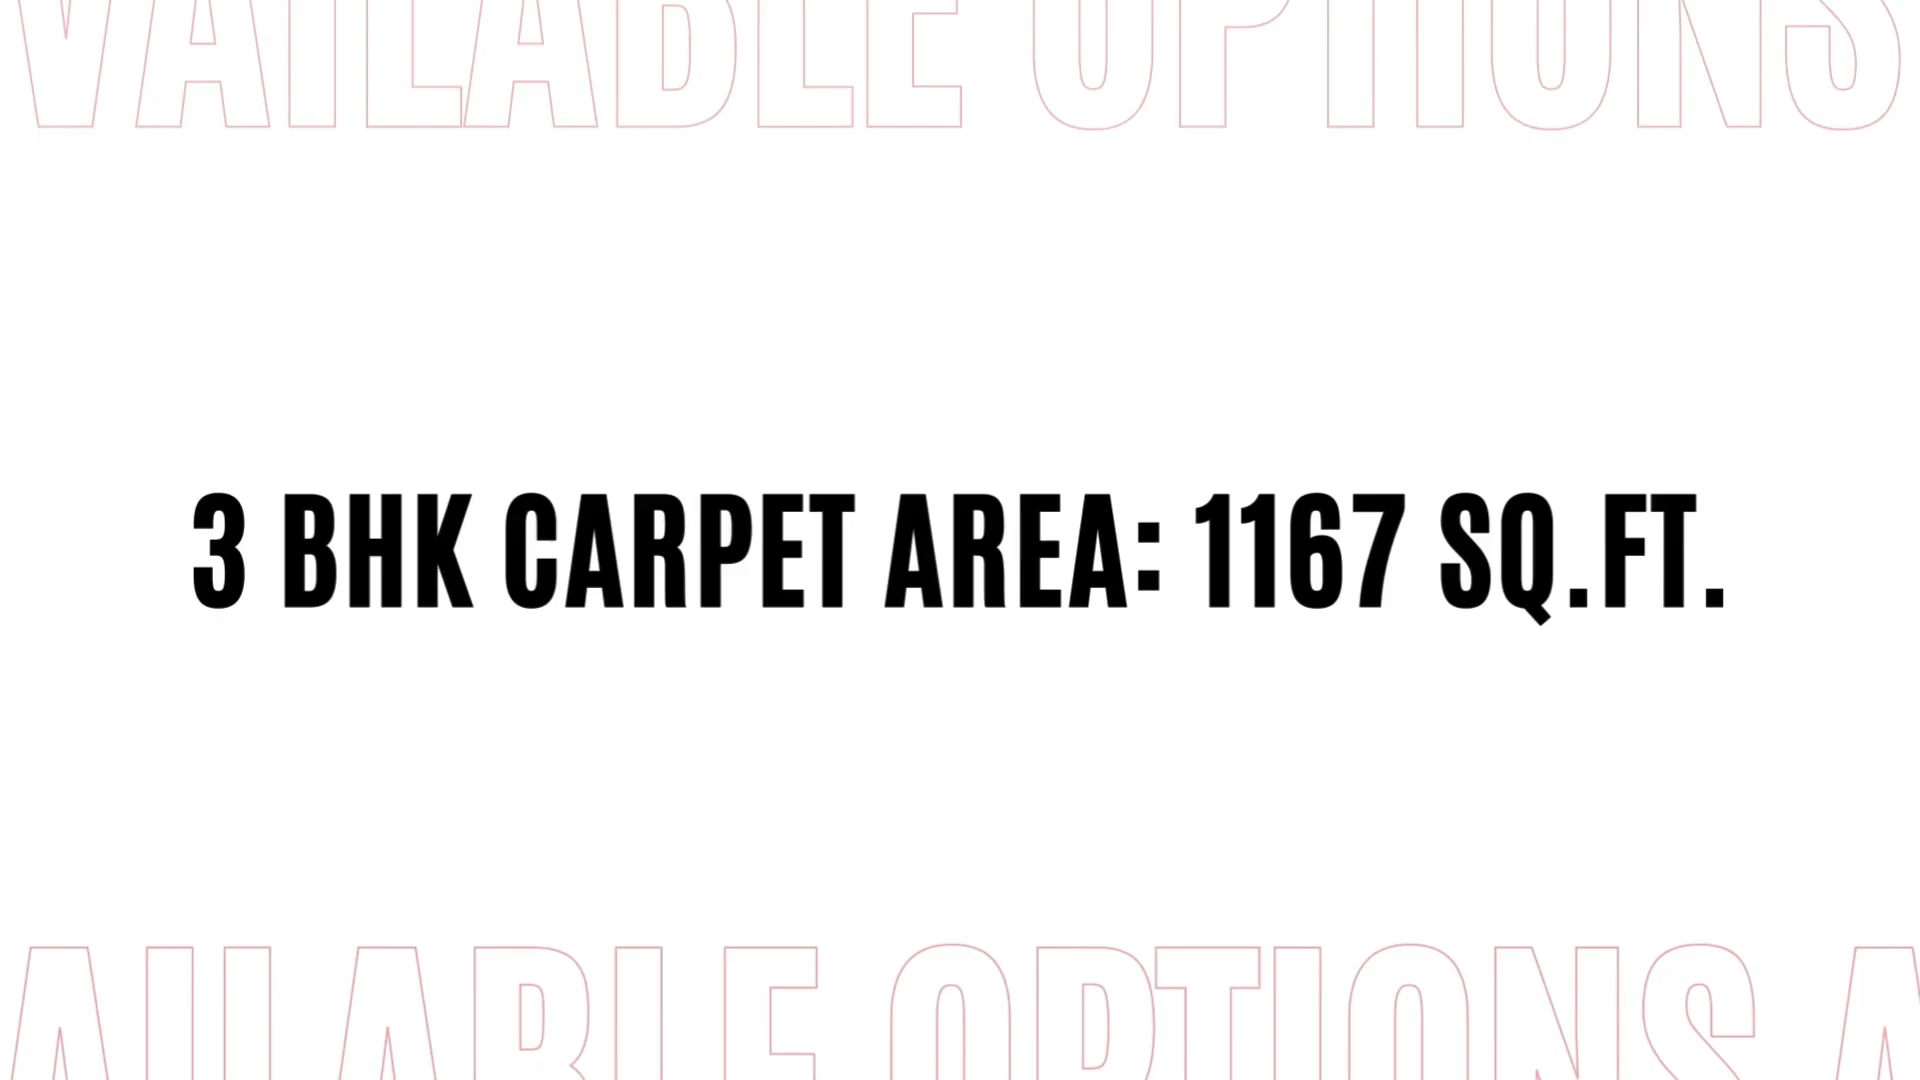 VAILABLE OPTIONS
3 BHK CARPET AREA: 1167 SQ.FT.
AILABLE OPTIONS A